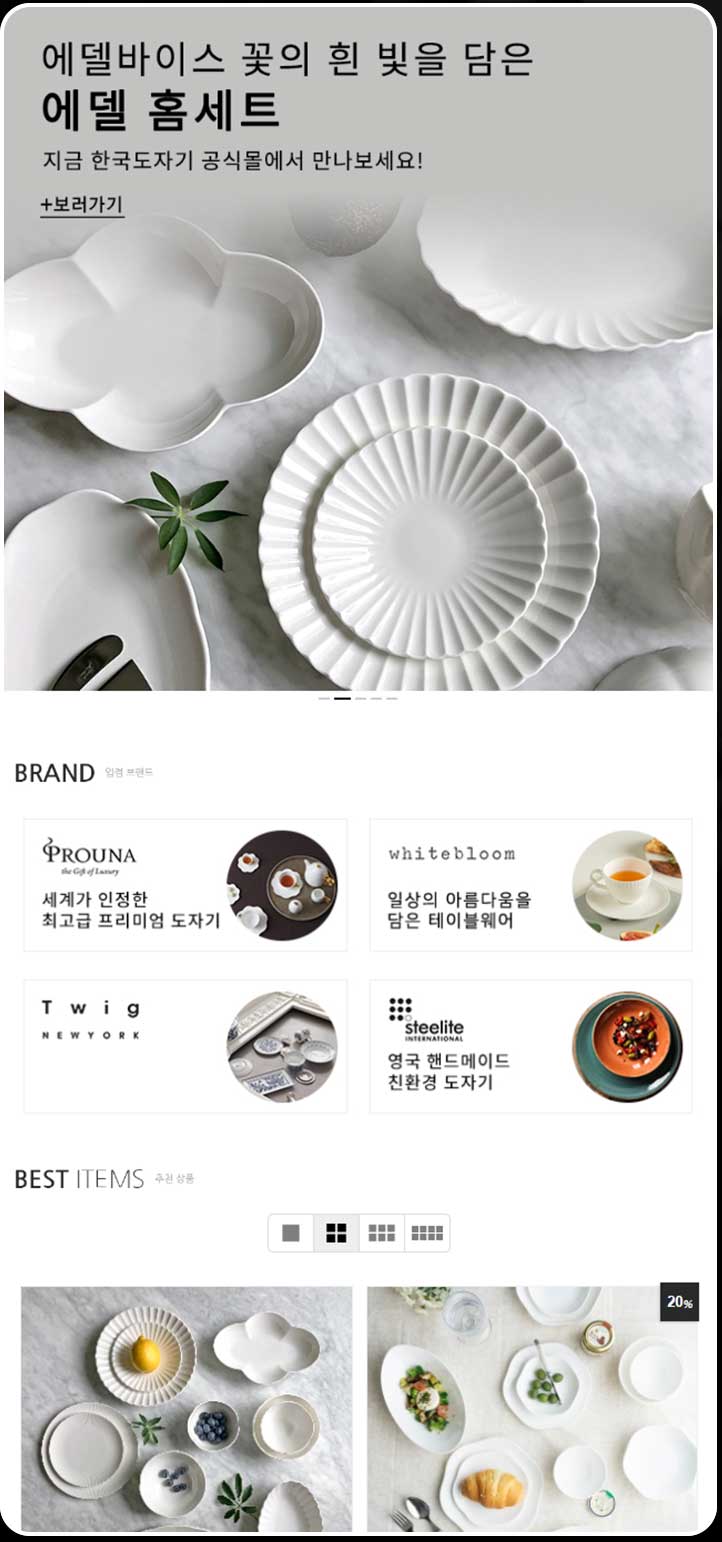 에델바이스 꽃의 흰 빛을 담은
에델 홈세트
지금 한국도자기 공식몰에서 만나보세요!
+보러가기
BRAND 입점 브랜드
PROUNA
the Gift of Luxury
세계가 인정한
최고급 프리미엄 도자기
whitebloom
일상의 아름다움을
담은 테이블웨어
Twig
NEWYORK
steelite
INTERNATIONAL
영국 핸드메이드
친환경 도자기
BEST ITEMS 추천 상품
20%